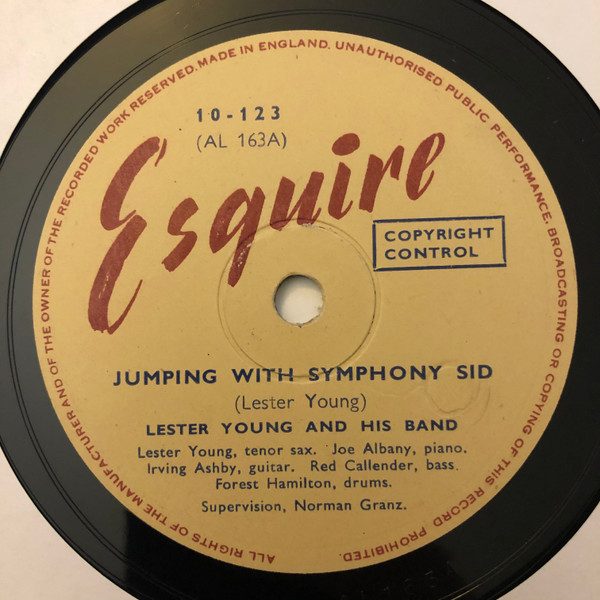 ALL RIGHTS OF THE MANUFACTURER AND OF THE OWNER OF THE RECORDED WORK RESERVED. MADE IN ENGLAND. UNAUTHORISED PUBLIC PERFORMANCE, BROADCASTING OR COPYING OF THIS RECORD PROHIBITED.
10-123
(AL 163A)
Esquire
COPYRIGHT
CONTROL
JUMPING WITH SYMPHONY SID
(Lester Young)
LESTER YOUNG AND HIS BAND
Lester Young, tenor sax. Joe Albany, piano.
Irving Ashby, guitar. Red Callender, bass.
Forest Hamilton, drums.
Supervision, Norman Granz.